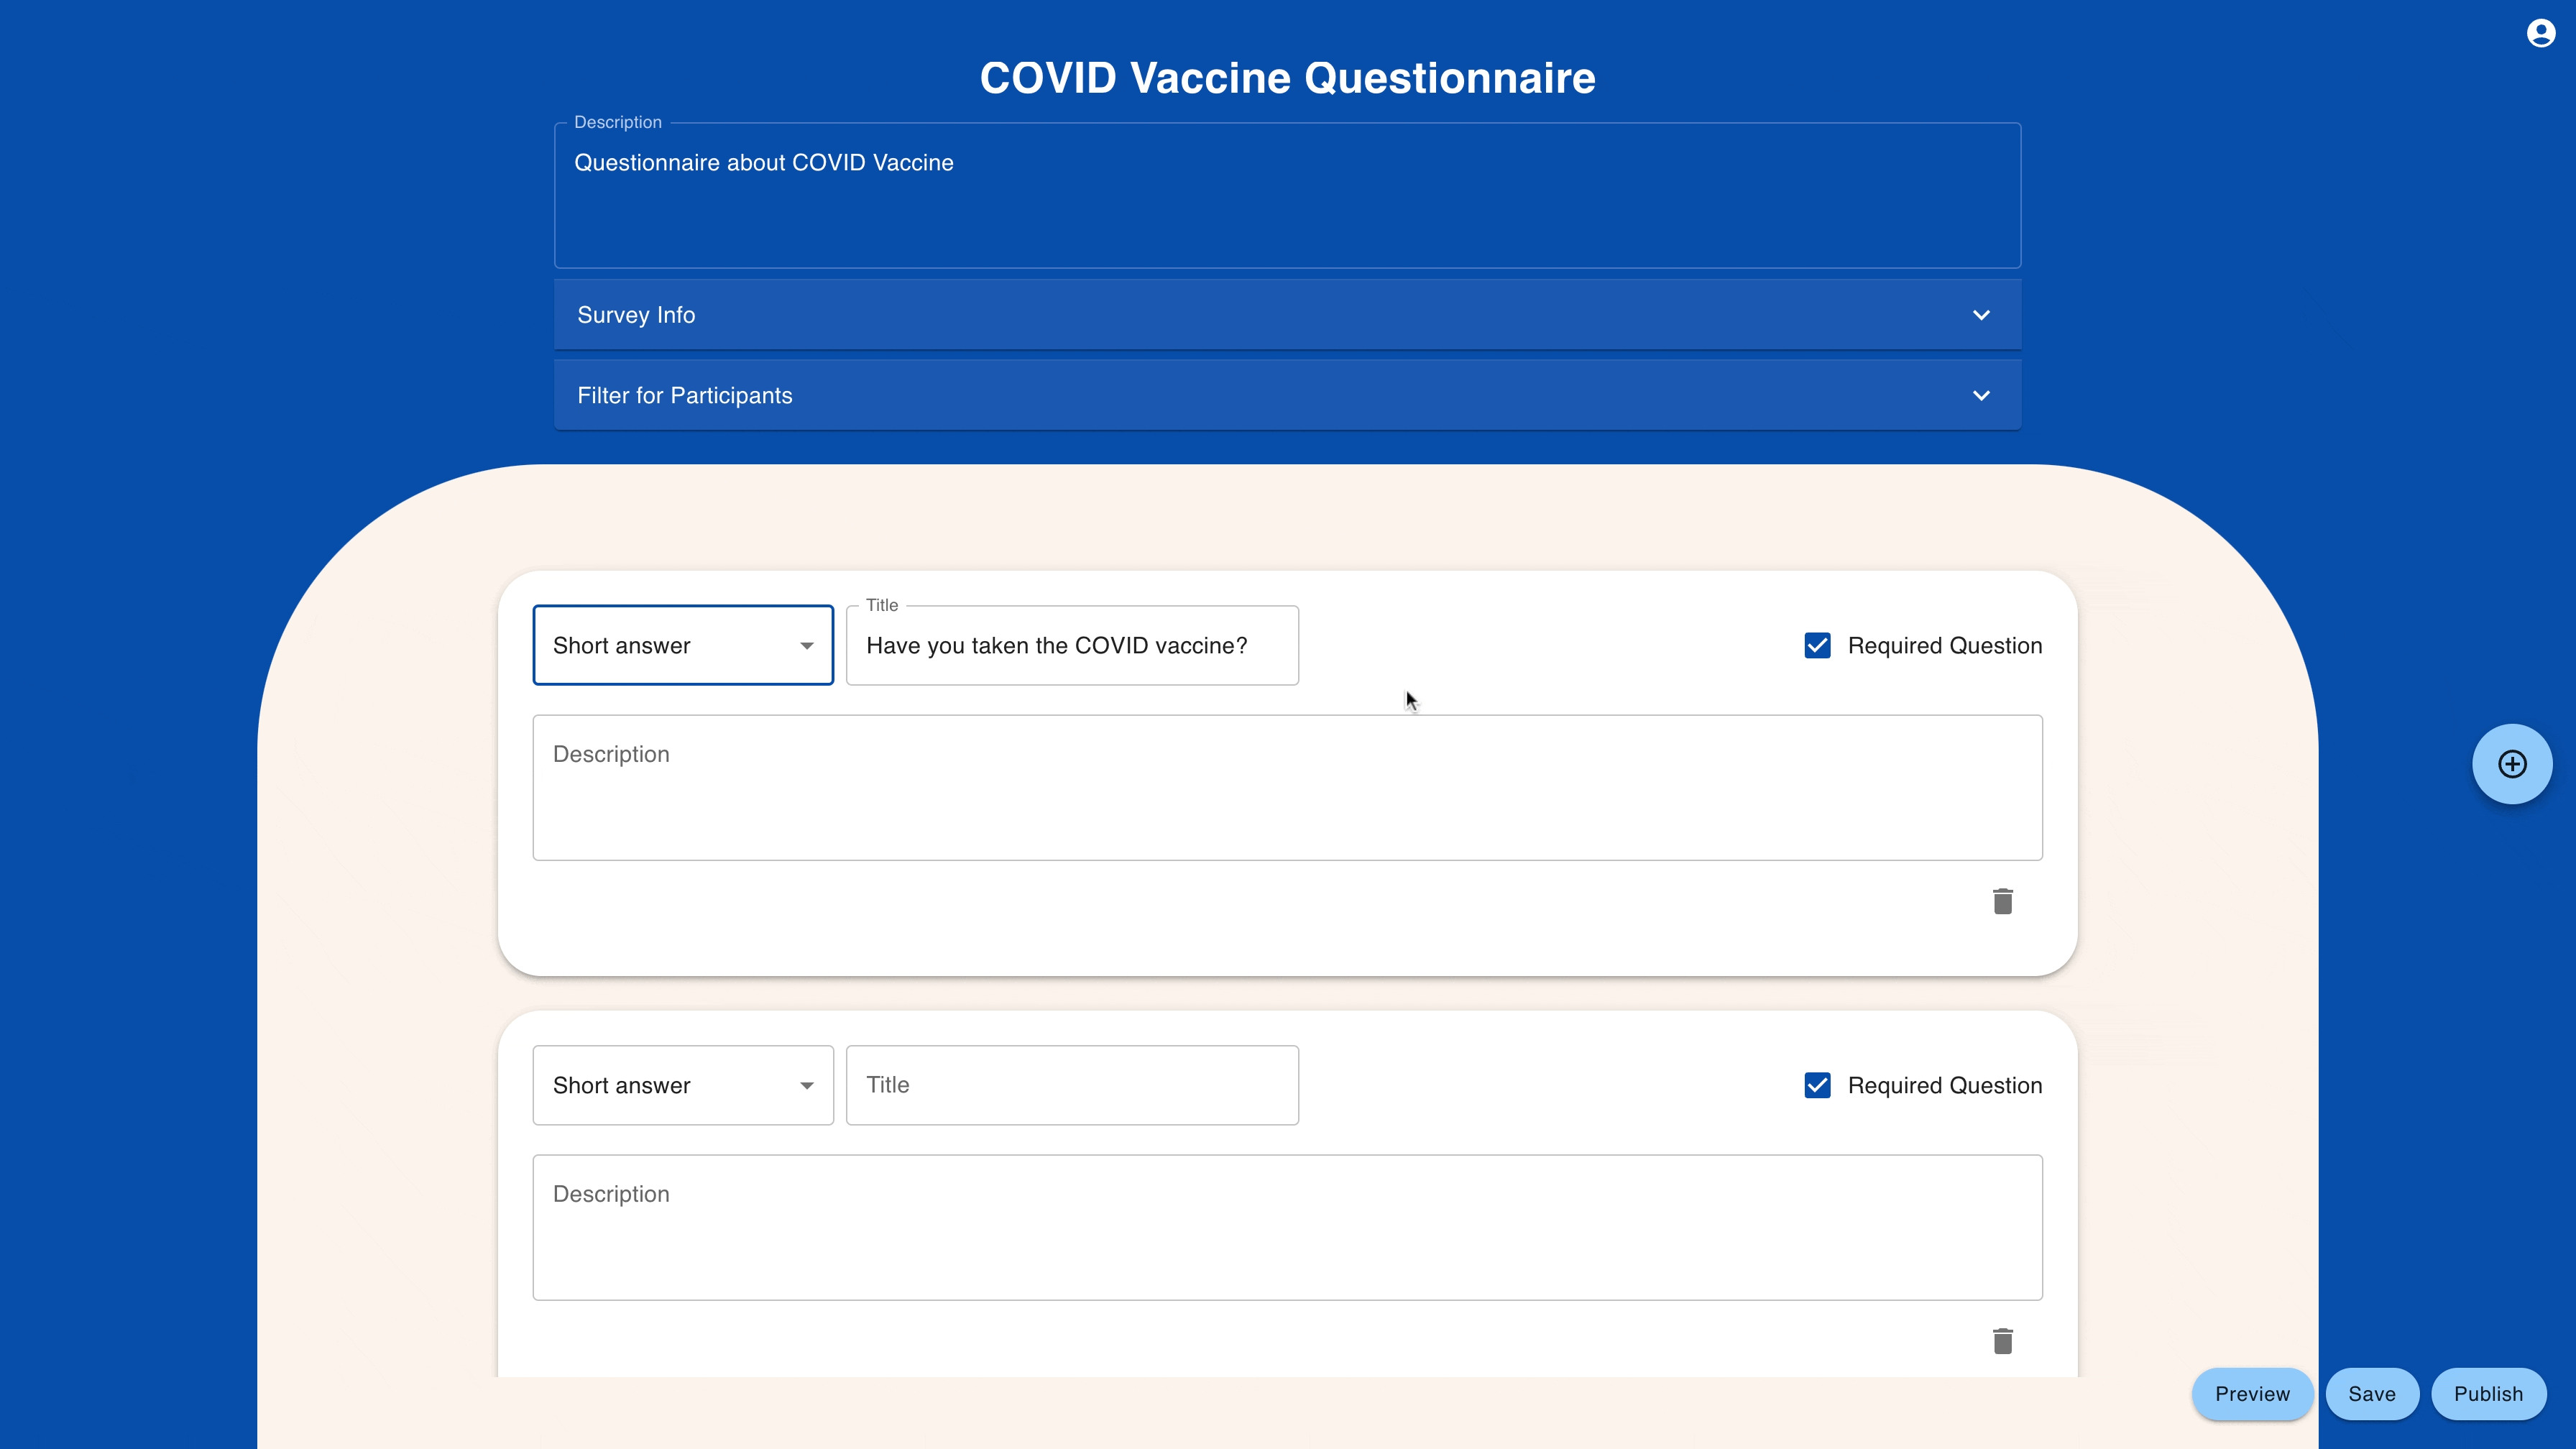 COVID Vaccine Questionnaire
Description
Questionnaire about COVID Vaccine
Survey Info
Filter for Participants
Short answer
Title
Have you taken the COVID vaccine?
Required Question
Description
Short answer
Title
Required Question
Description
Preview
Save
Publish